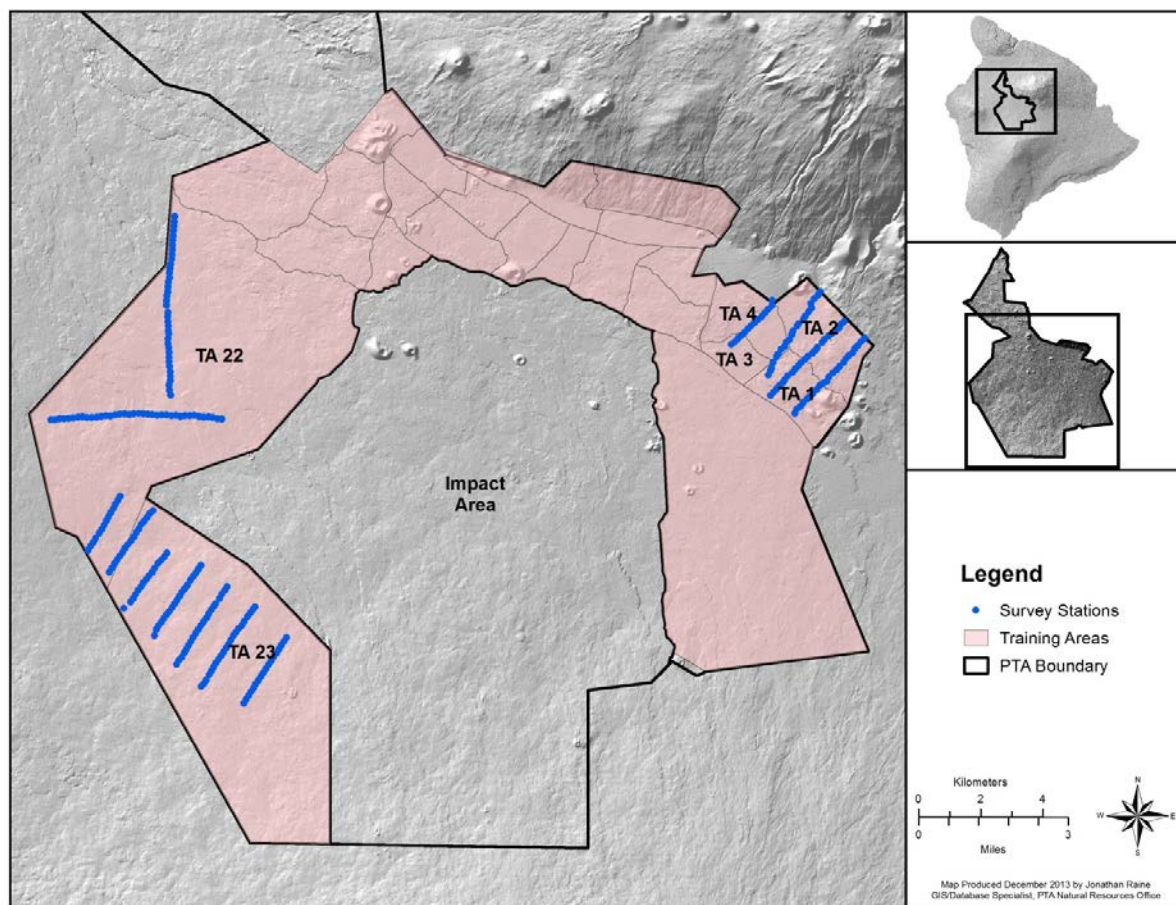 TA 4
TA 2
TA 22
TA 3
TA 1
Impact
Area
TA 23
Legend
Survey Stations
Training Areas
PTA Boundary
Kilometers
0 2 4
0 3
Miles
N
W E
S
Map Produced December 2013 by Jonathan Raine
GIS/Database Specialist, PTA Natural Resources Office